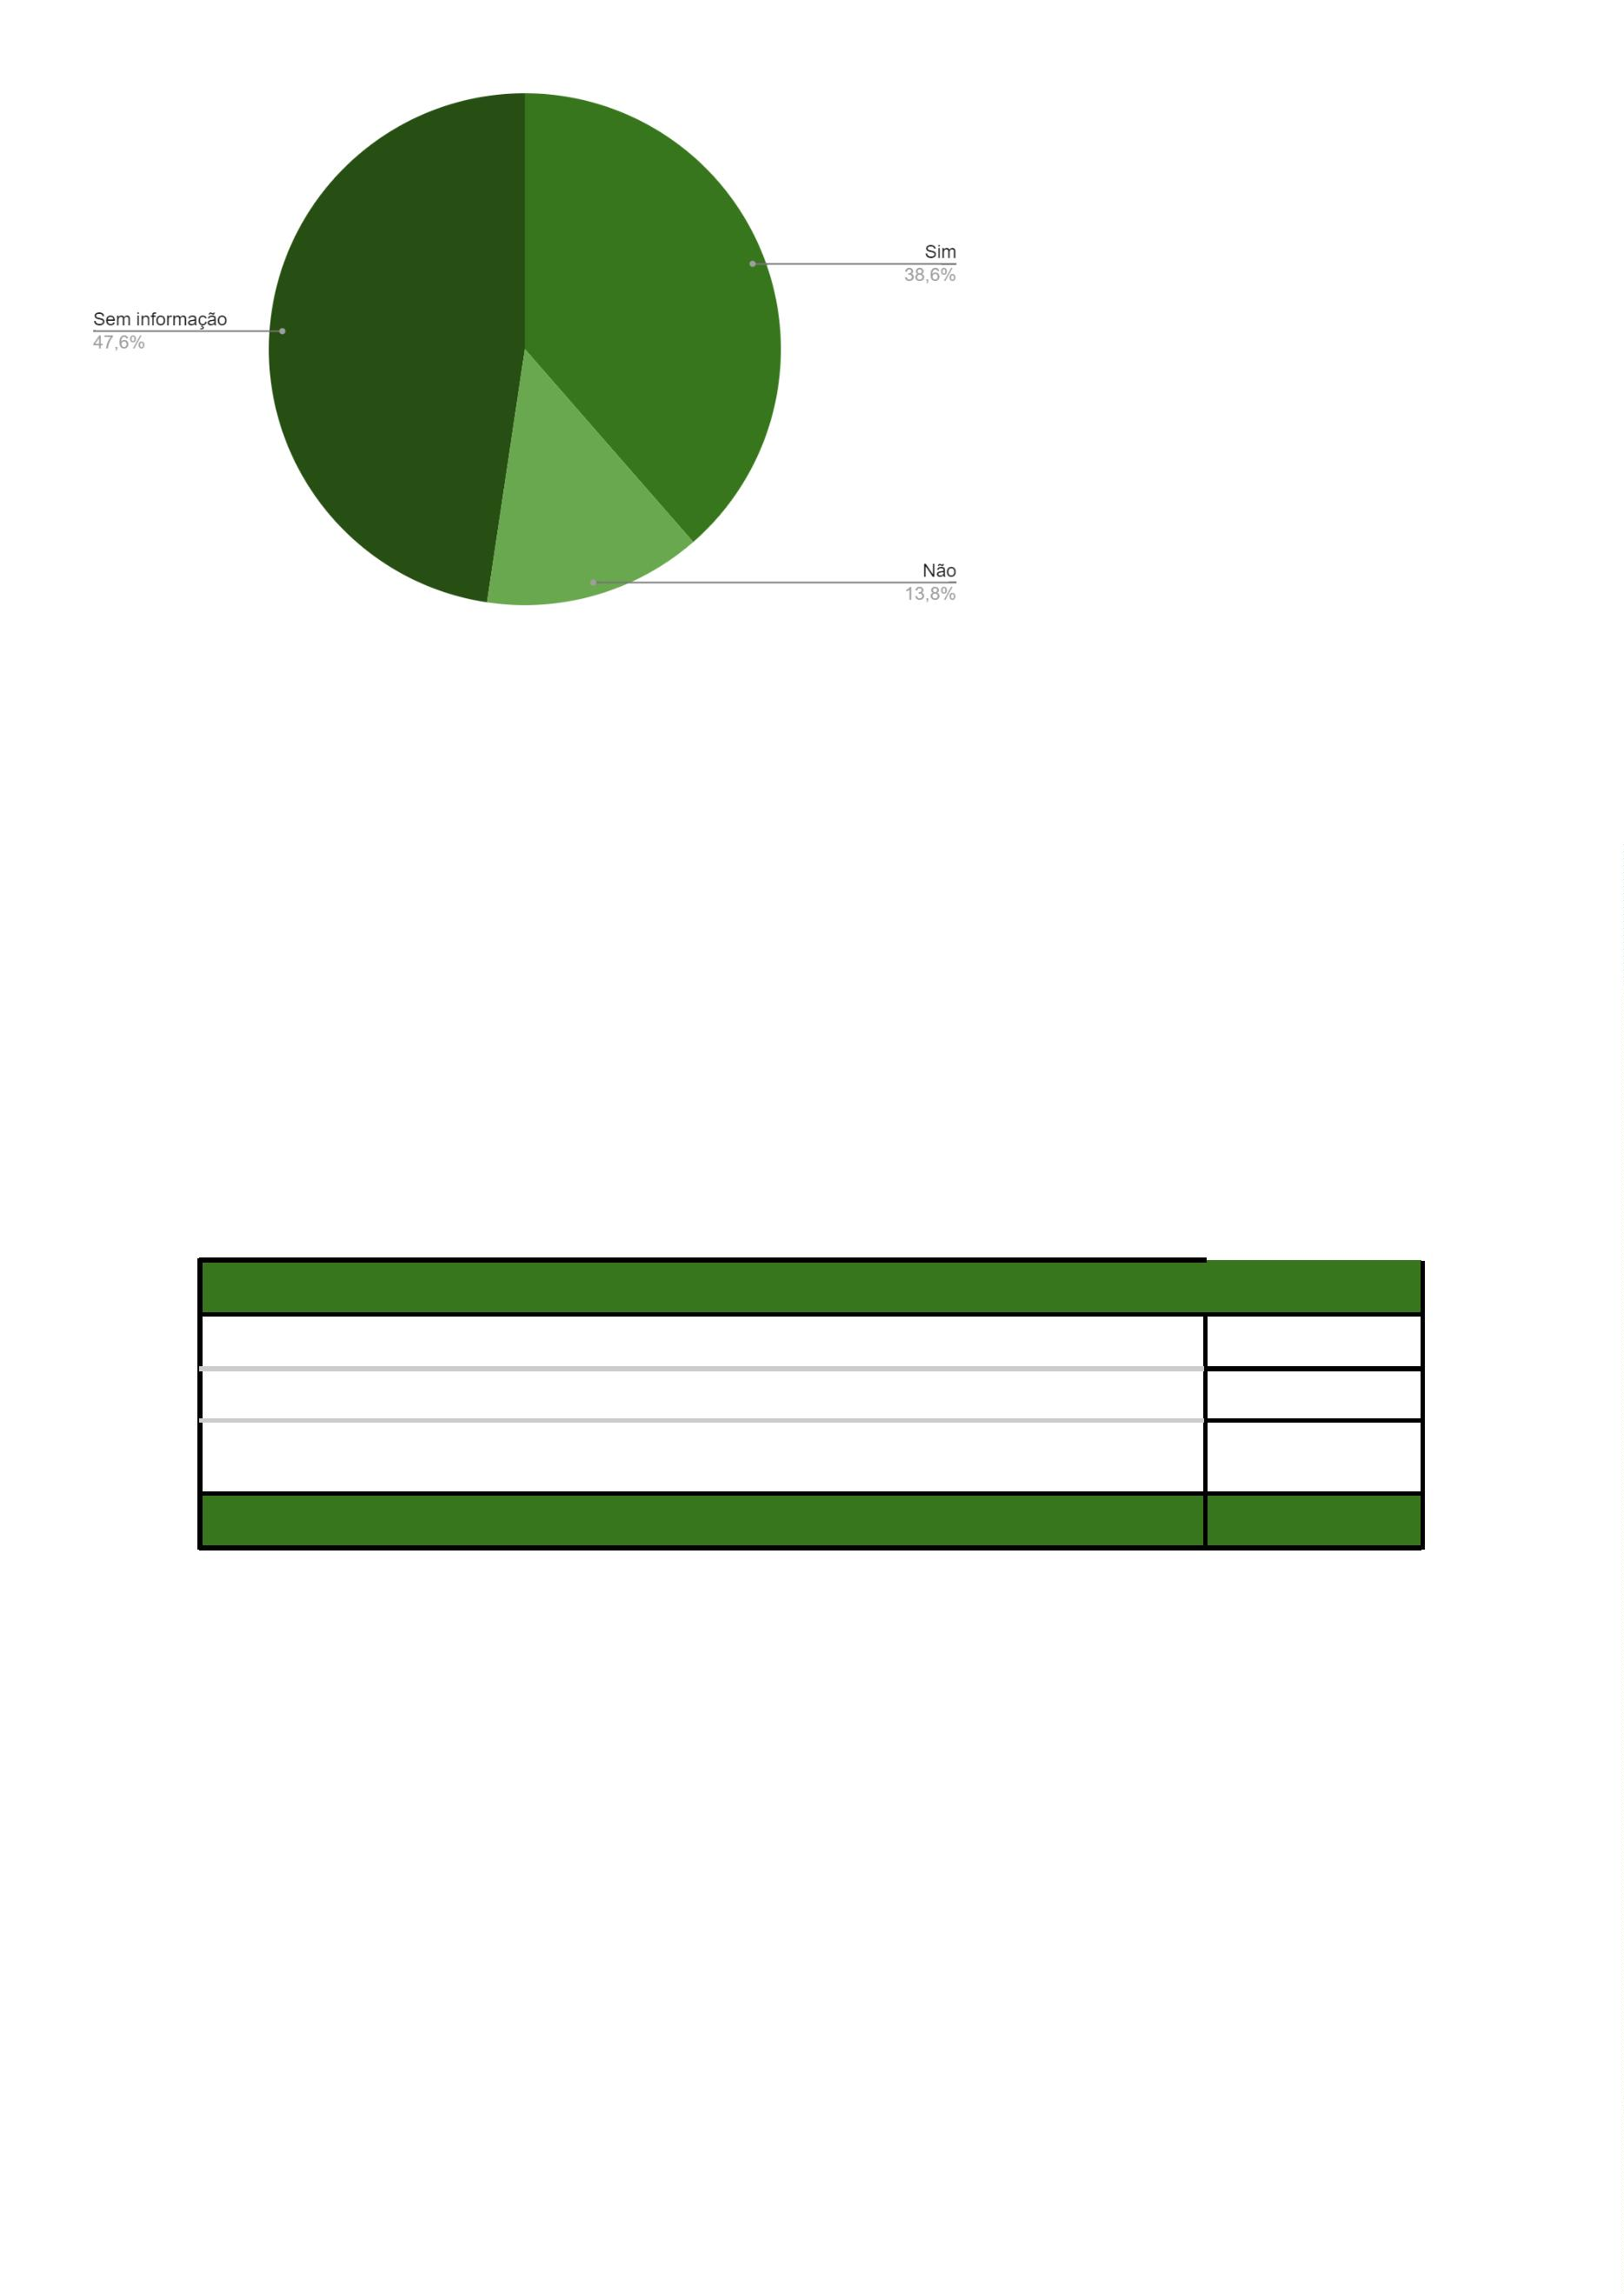 Sim
38,6%
Sem informação
47,6%
Não
13,8%